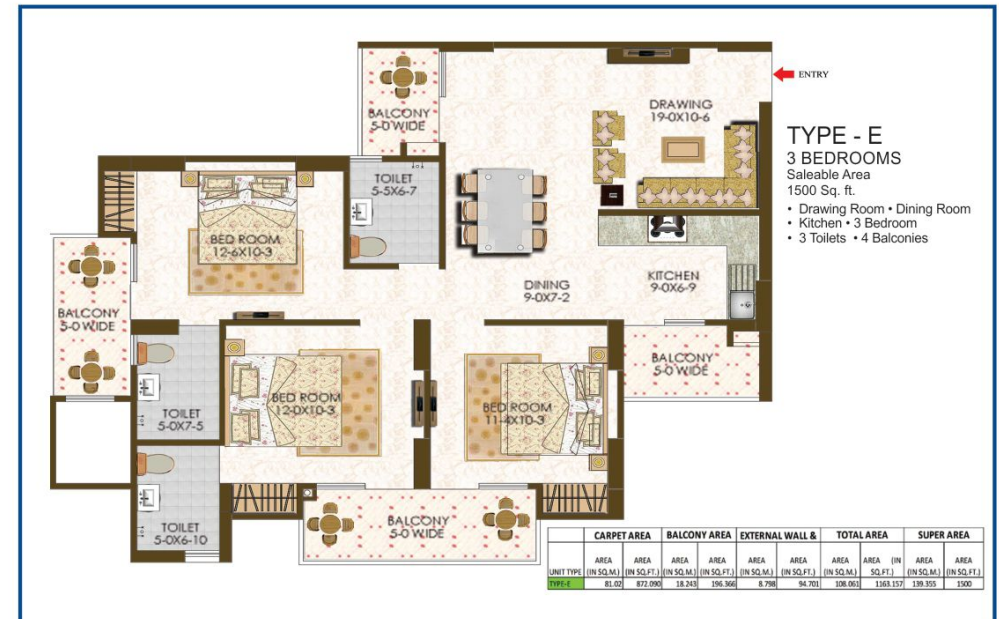 ENTRY
BALCONY
5-0 WIDE
DRAWING
19-0X10-6
TYPE - E
3 BEDROOMS
Saleable Area
1500 Sq. ft.
• Drawing Room • Dining Room
• Kitchen • 3 Bedroom
• 3 Toilets • 4 Balconies
TOILET
5-5X6-7
BED ROOM
12-6X10-3
DINING
9-0X7-2
KITCHEN
9-0X6-9
BALCONY
5-0 WIDE
BALCONY
5-0 WIDE
BED ROOM
12-0X10-3
BED ROOM
11-4X10-3
TOILET
5-0X7-5
TOILET
5-0X6-10
BALCONY
5-0 WIDE
CARPET AREA BALCONY AREA EXTERNAL WALL & TOTAL AREA SUPER AREA
UNIT TYPE AREA (IN SQ.M.) AREA (IN SQ.FT.) AREA (IN SQ.M.) AREA (IN SQ.FT.) AREA (IN SQ.M.) AREA (IN SQ.FT.) AREA (IN SQ.M.) AREA (IN SQ.FT.) AREA (IN SQ.M.) AREA (IN SQ.FT.)
TYPE-E 81.02 872.090 18.243 196.366 8.798 94.701 108.061 1163.157 139.355 1500